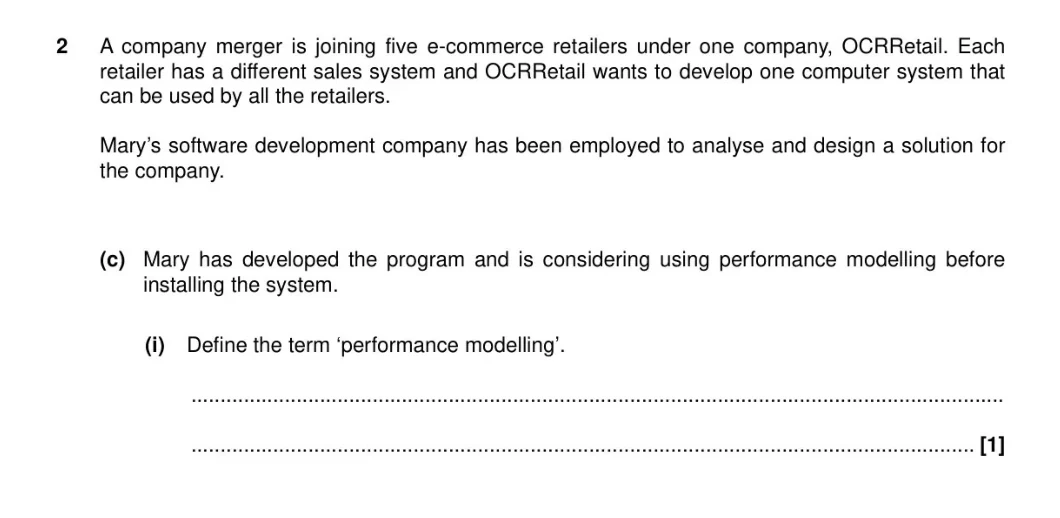 2 A company merger is joining five e-commerce retailers under one company, OCRRetail. Each
retailer has a different sales system and OCRRetail wants to develop one computer system that
can be used by all the retailers.
Mary's software development company has been employed to analyse and design a solution for
the company.
(c) Mary has developed the program and is considering using performance modelling before
installing the system.
(i) Define the term ‘performance modelling’.
[1]